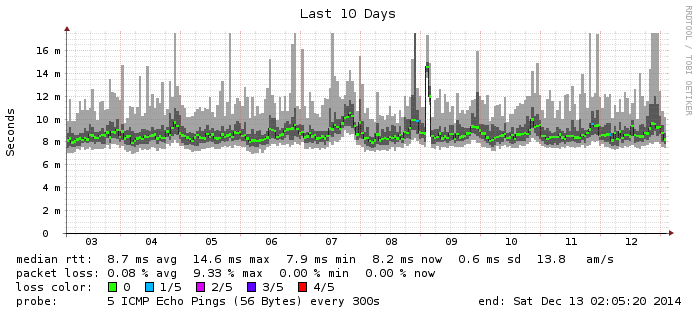 Last 10 Days
RRDTOOL / TOBI OETIKER
Seconds
16 m
14 m
12 m
10 m
8 m
6 m
4 m
2 m
0
03 04 05 06 07 08 09 10 11 12
median rtt: 8.7 ms avg 14.6 ms max 7.9 ms min 8.2 ms now 0.6 ms sd 13.8 am/s
packet loss: 0.08 % avg 9.33 % max 0.00 % min 0.00 % now
loss color: 0 1/5 2/5 3/5 4/5
probe: 5 ICMP Echo Pings (56 Bytes) every 300s end: Sat Dec 13 02:05:20 2014